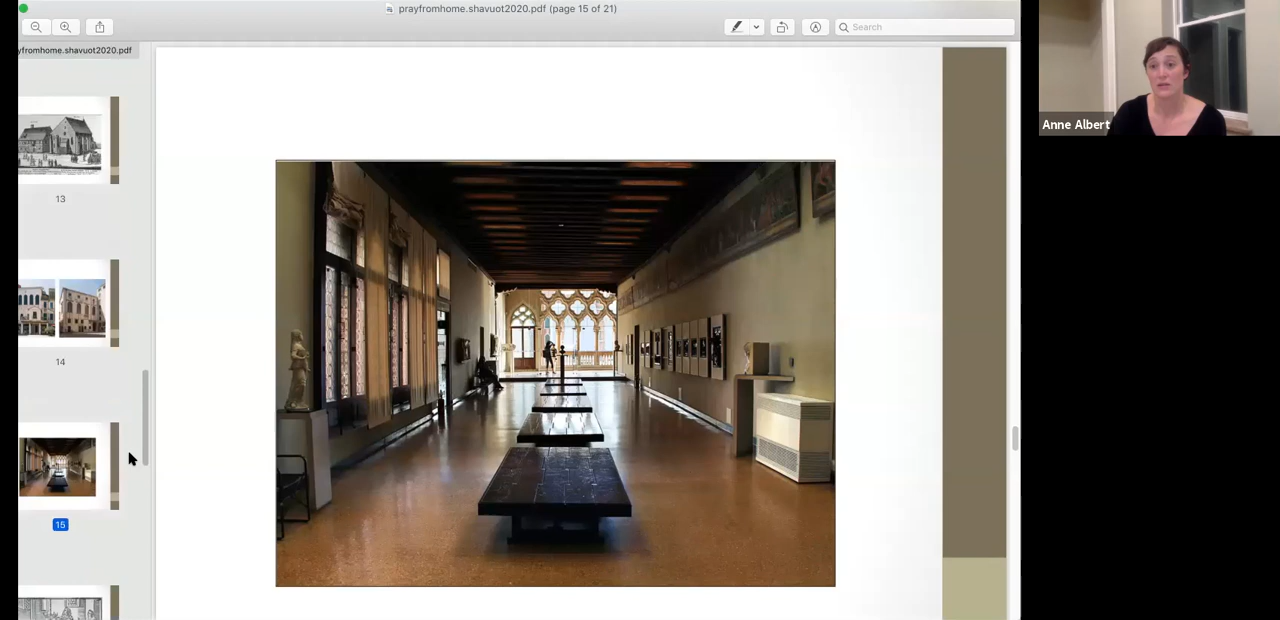 prayfromhome.shavuot2020.pdf (page 15 of 21)
Search
yfromhome.shavuot2020.pdf
13
14
15
Anne Albert